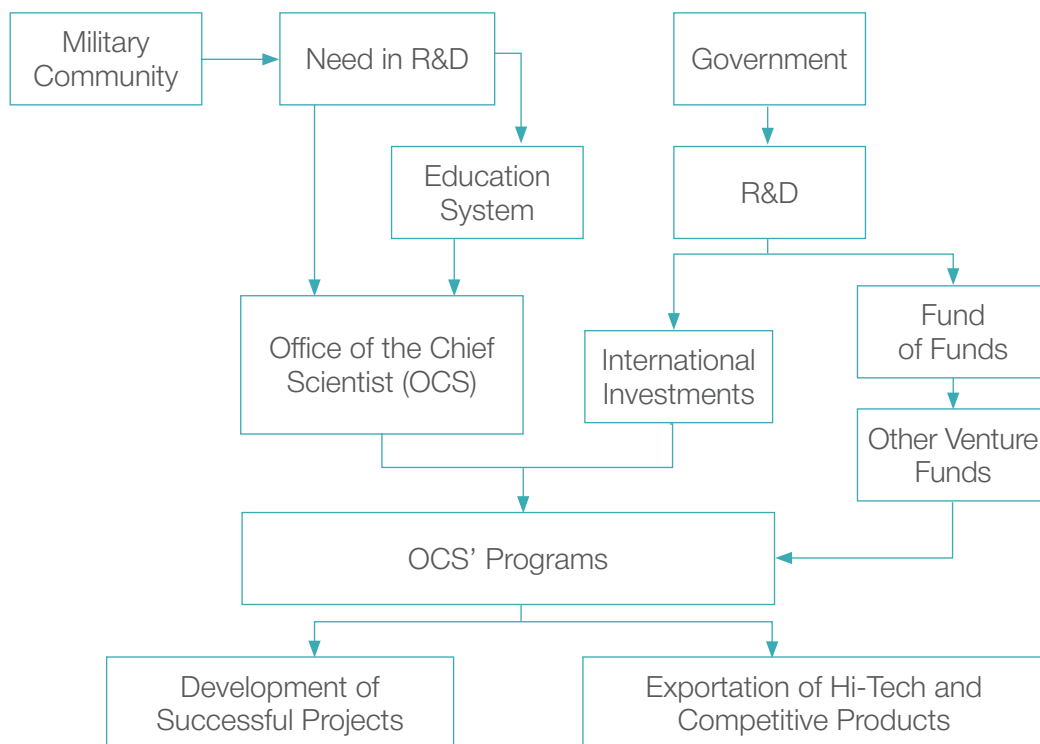 Military
Community
Need in R&D
Government
Education
System
R&D
Office of the Chief
Scientist (OCS)
International
Investments
Fund
of Funds
Other Venture
Funds
OCS’ Programs
Development of
Successful Projects
Exportation of Hi-Tech and
Competitive Products